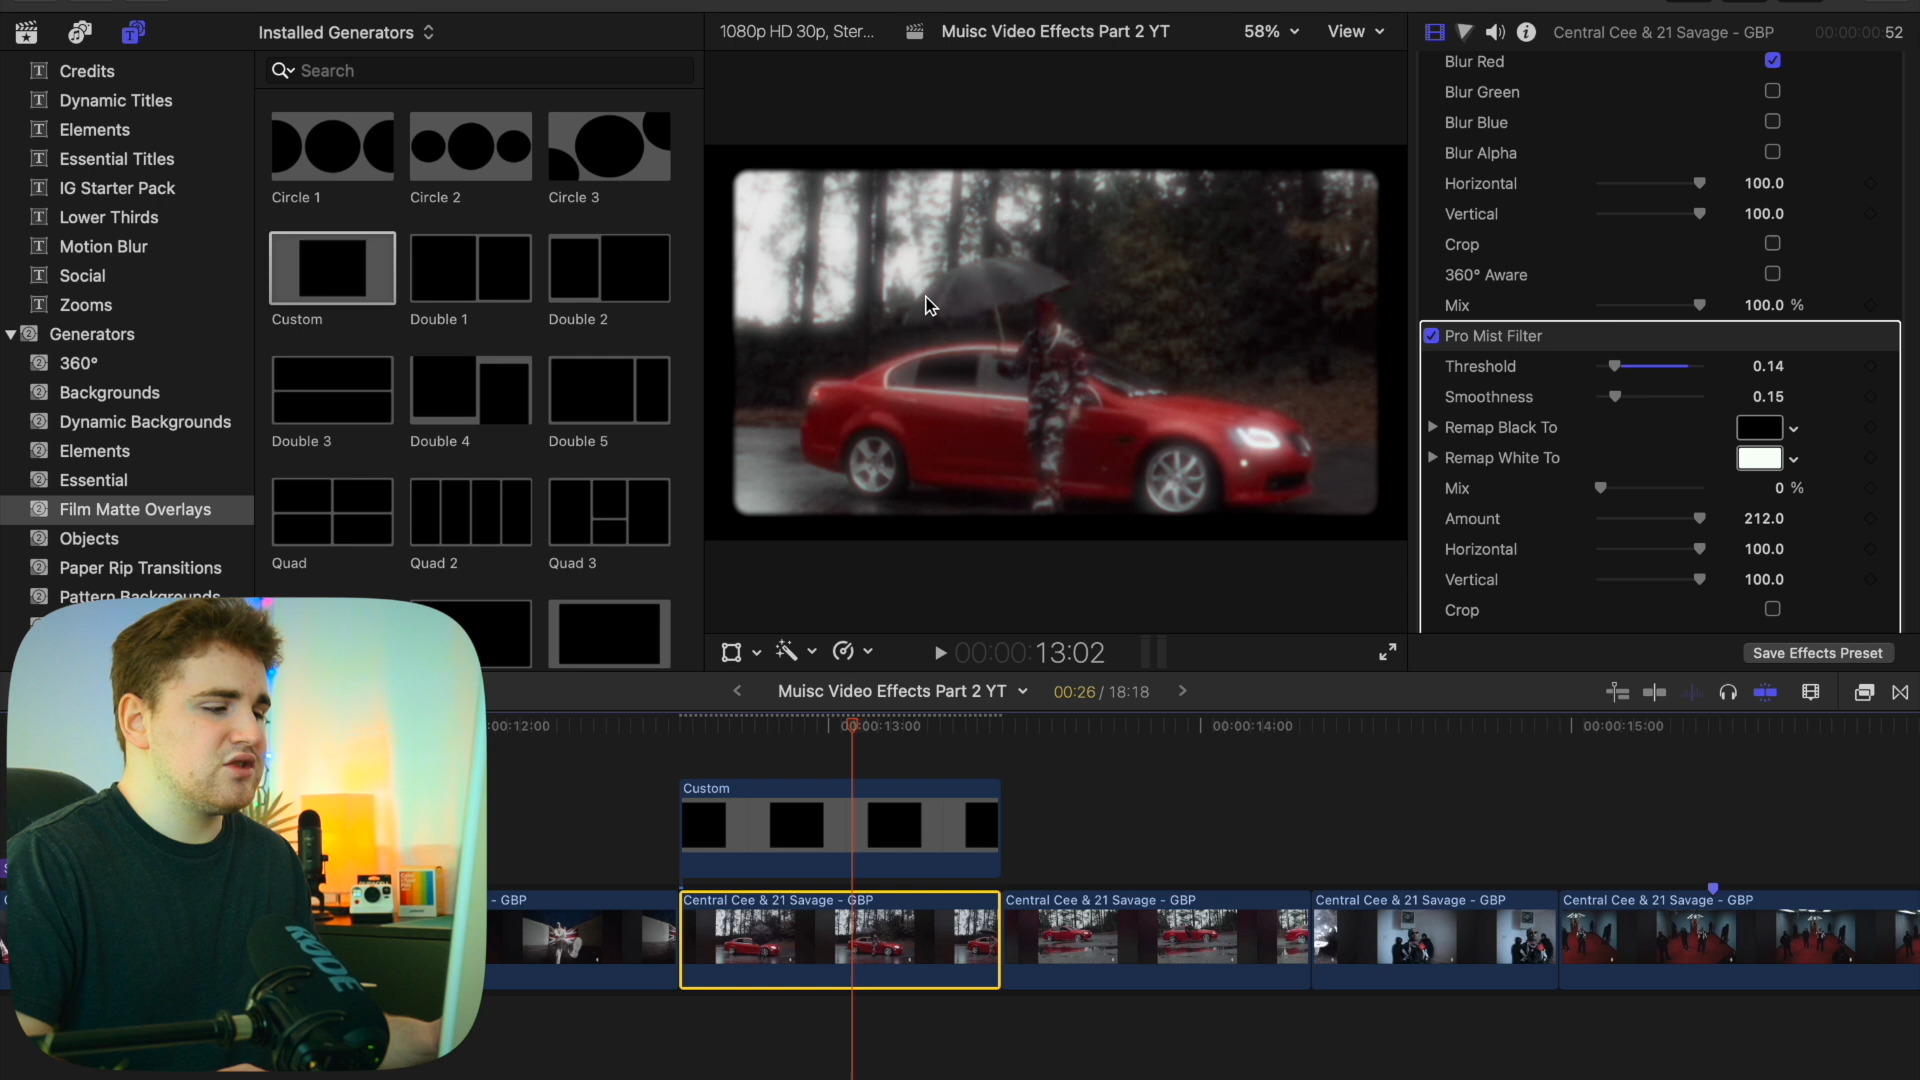 Installed Generators
1080p HD 30p, Ster...
Muisc Video Effects Part 2 YT
58%
View
Central Cee & 21 Savage - GBP
00:00:00:52
Credits
Dynamic Titles
Elements
Essential Titles
IG Starter Pack
Lower Thirds
Motion Blur
Social
Zooms
Generators
360°
Backgrounds
Dynamic Backgrounds
Elements
Essential
Film Matte Overlays
Objects
Paper Rip Transitions
Pattern Backgrounds
Search
Circle 1
Circle 2
Circle 3
Custom
Double 1
Double 2
Double 3
Double 4
Double 5
Quad
Quad 2
Quad 3
Blur Red
Blur Green
Blur Blue
Blur Alpha
Horizontal 100.0
Vertical 100.0
Crop
360° Aware
Mix 100.0 %
Pro Mist Filter
Threshold 0.14
Smoothness 0.15
Remap Black To
Remap White To
Mix 0 %
Amount 212.0
Horizontal 100.0
Vertical 100.0
Crop
Save Effects Preset
00:00:13:02
Muisc Video Effects Part 2 YT
00:26 / 18:18
:00:12:00
00:00:13:00
00:00:14:00
00:00:15:00
Custom
- GBP
Central Cee & 21 Savage - GBP
Central Cee & 21 Savage - GBP
Central Cee & 21 Savage - GBP
Central Cee & 21 Savage - GBP
RODE